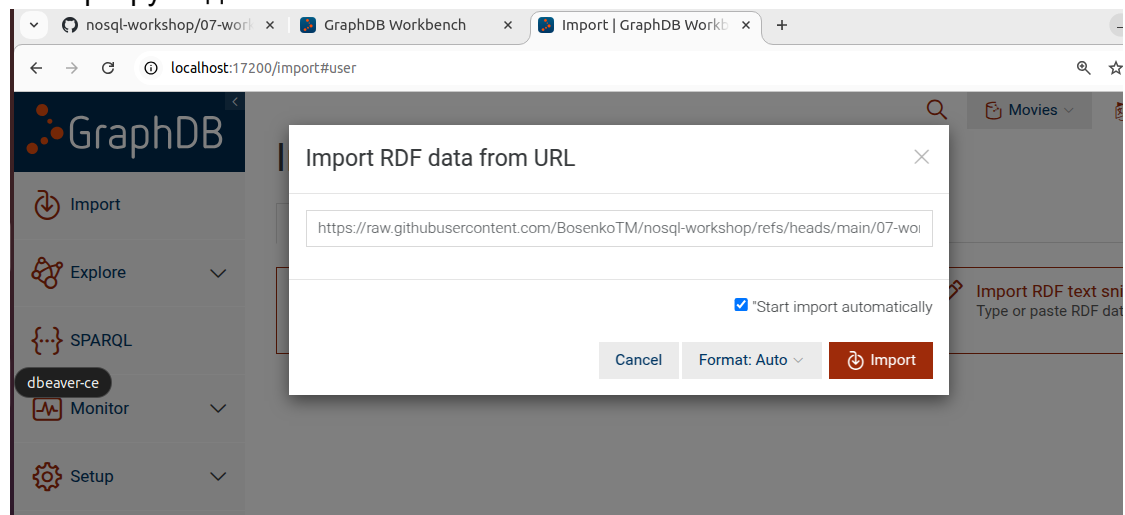 nosql-workshop/07-work
GraphDB Workbench
Import | GraphDB Workb
localhost:17200/import#user
GraphDB
Movies
Import RDF data from URL
Import
https://raw.githubusercontent.com/BosenkoTM/nosql-workshop/refs/heads/main/07-wor
Explore
"Start import automatically
Import RDF text sni
Type or paste RDF dat
SPARQL
Cancel
Format: Auto
Import
dbeaver-ce
Monitor
Setup